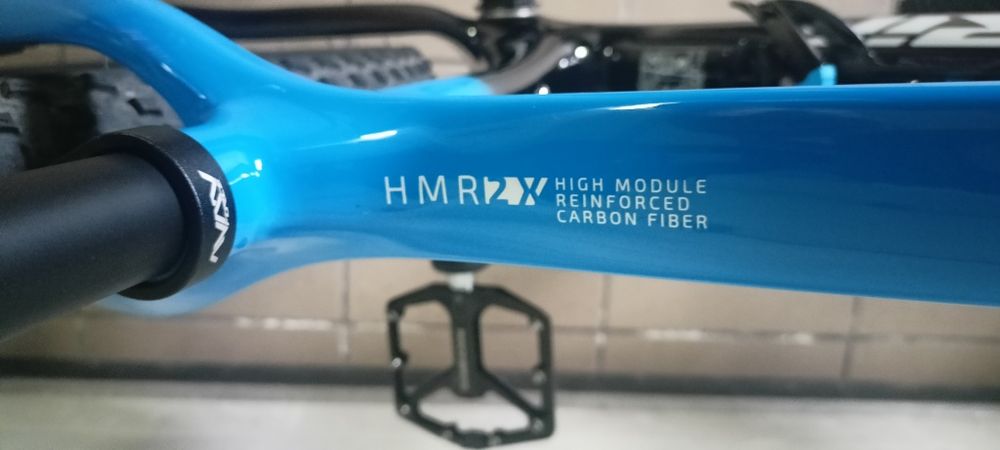 HMR2X
HIGH MODULE
REINFORCED
CARBON FIBER